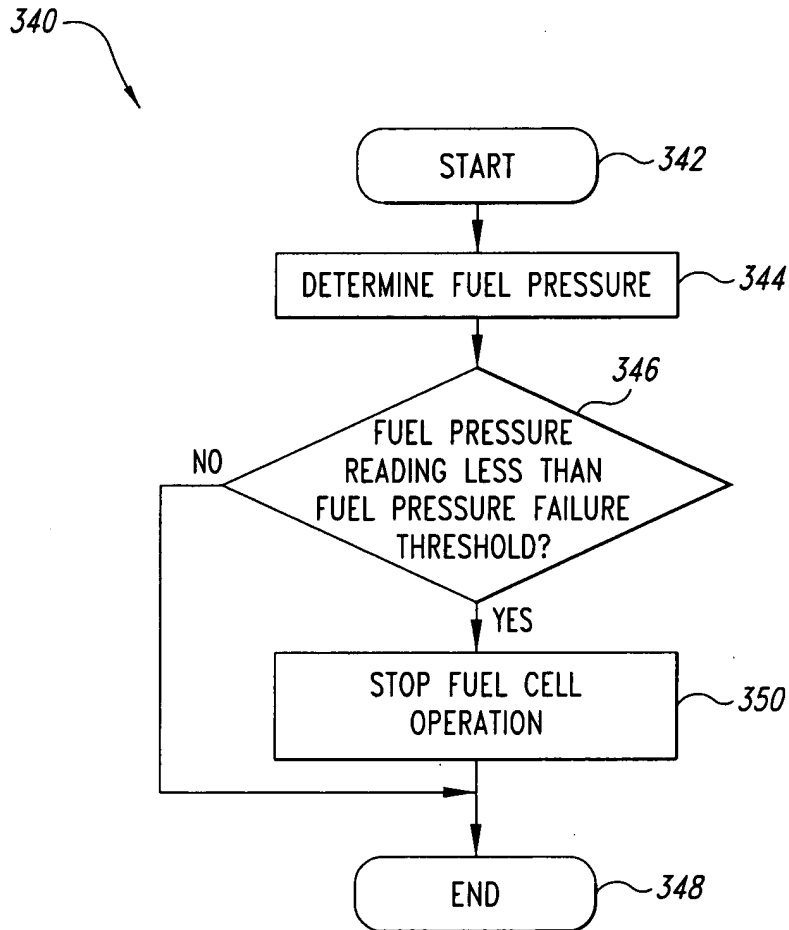 340
START
342
DETERMINE FUEL PRESSURE
344
346
FUEL PRESSURE
READING LESS THAN
FUEL PRESSURE FAILURE
THRESHOLD?
NO
YES
STOP FUEL CELL
OPERATION
350
END
348